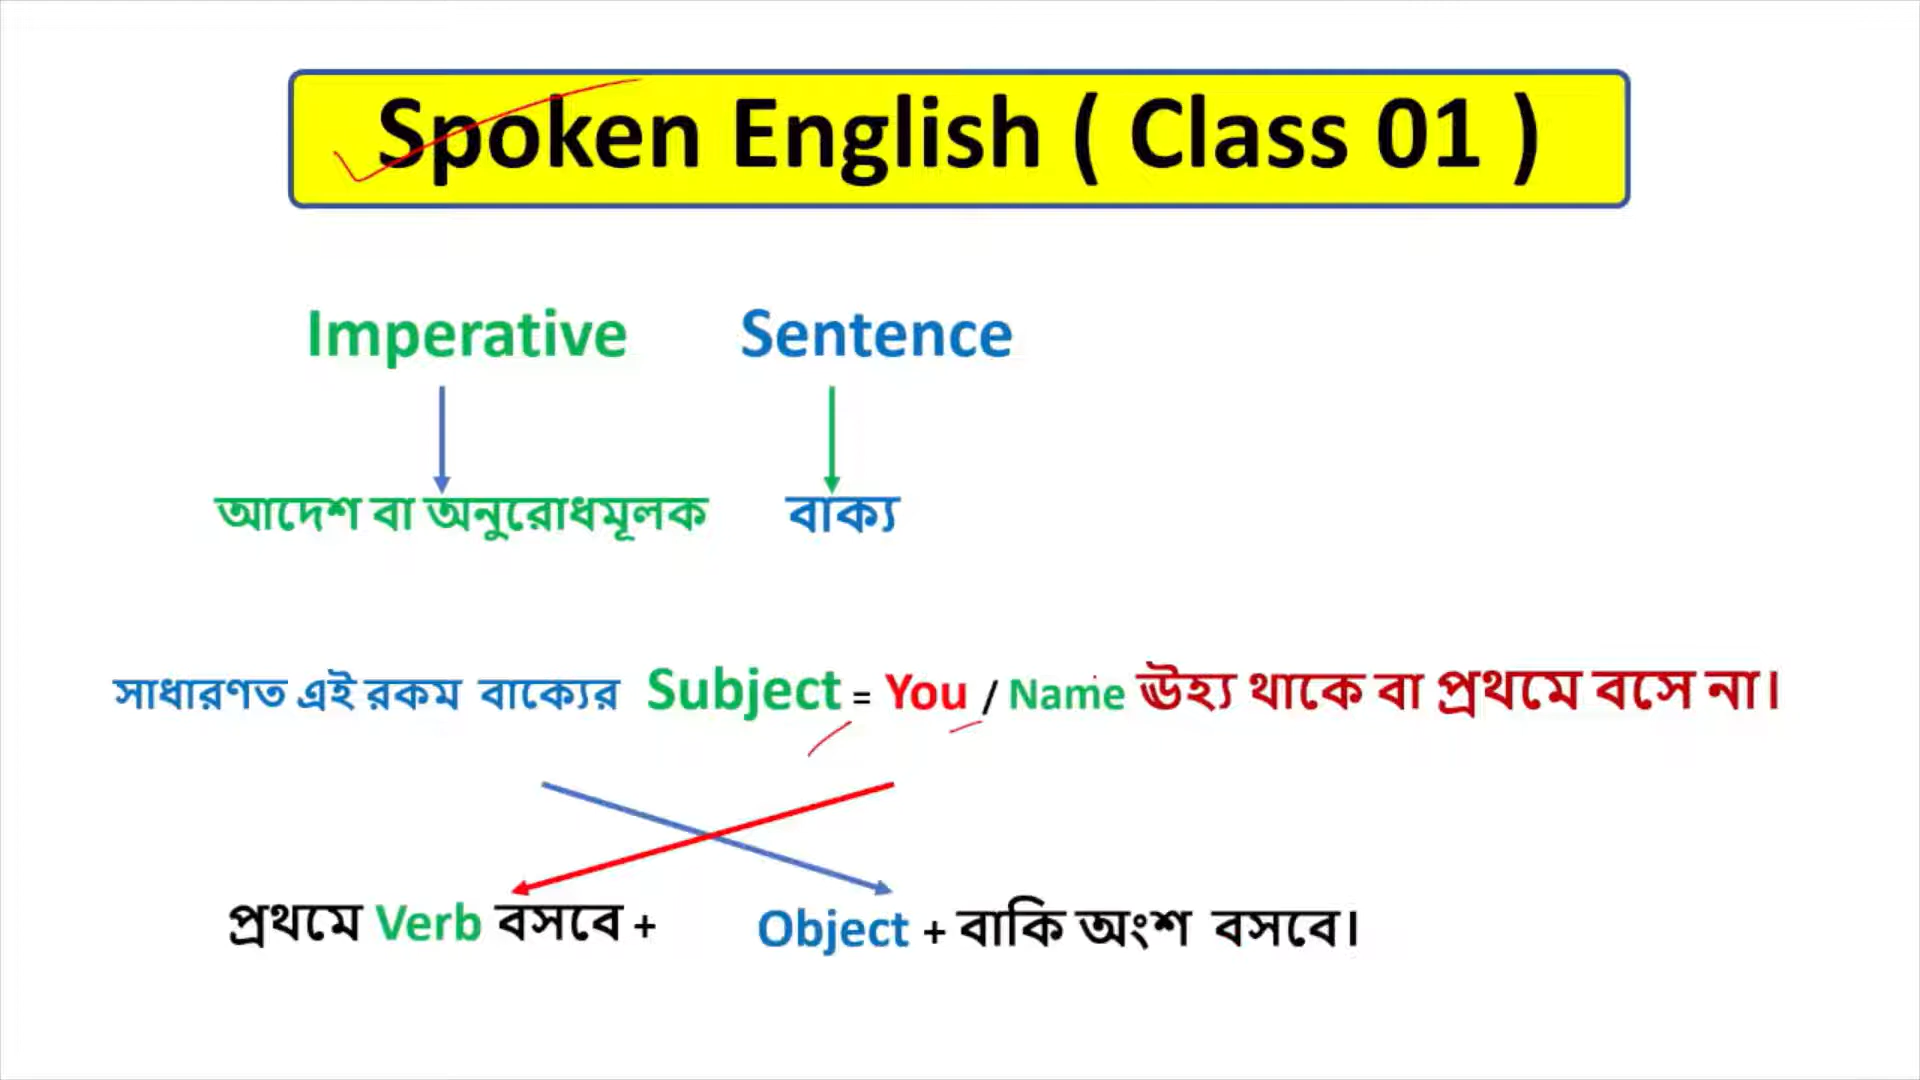 Spoken English ( Class 01 )
Imperative Sentence
আদেশ বা অনুরোধমূলক বাক্য
সাধারণত এই রকম বাক্যের Subject = You / Name ঊহ্য থাকে বা প্রথমে বসে না।
প্রথমে Verb বসবে + Object + বাকি অংশ বসবে।